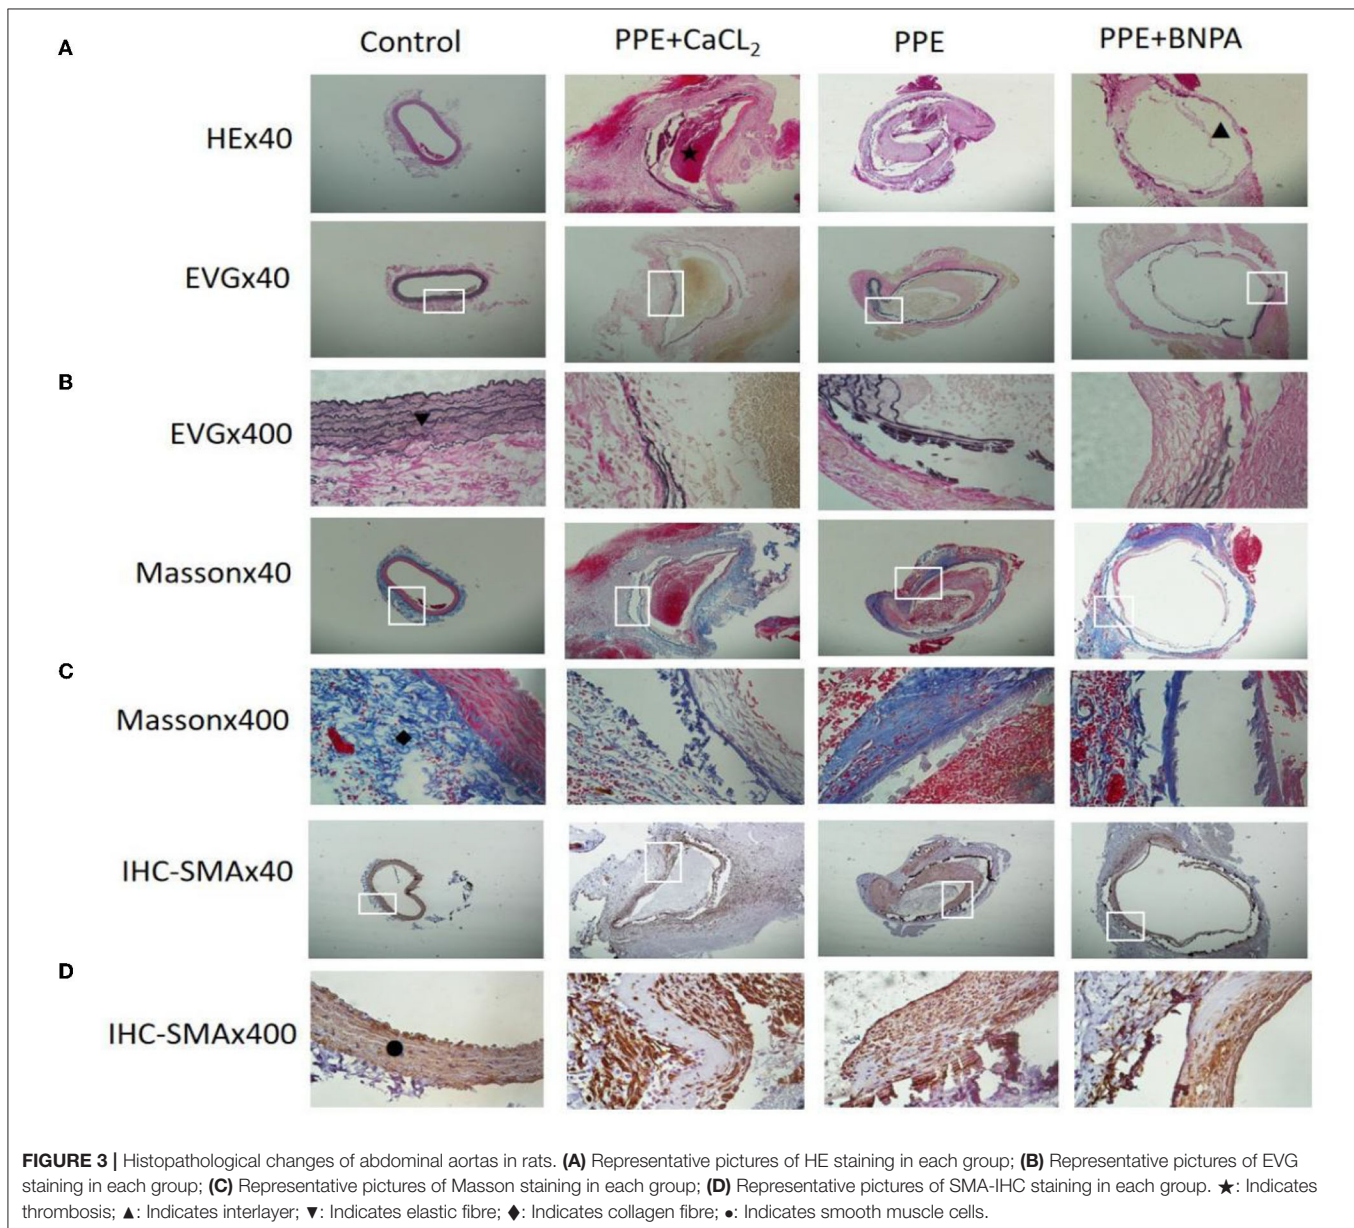 A
Control
PPE+CaCL₂
PPE
PPE+BNPA
HEx40
EVGx40
B
EVGx400
Massonx40
C
Massonx400
IHC-SMAx40
D
IHC-SMAx400
FIGURE 3 | Histopathological changes of abdominal aortas in rats. (A) Representative pictures of HE staining in each group; (B) Representative pictures of EVG
staining in each group; (C) Representative pictures of Masson staining in each group; (D) Representative pictures of SMA-IHC staining in each group. ★: Indicates
thrombosis; ▲: Indicates interlayer; ▼: Indicates elastic fibre; ♦: Indicates collagen fibre; •: Indicates smooth muscle cells.